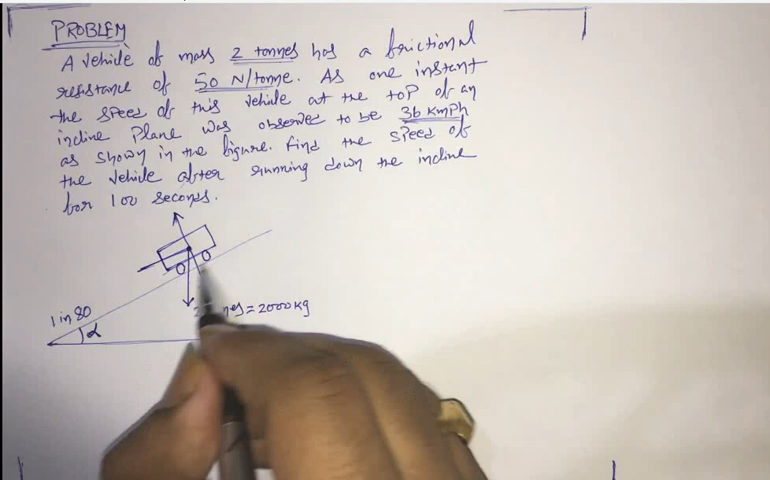 PROBLEM
A vehicle of mass 2 tonnes has a frictional
resistance of 50 N/tonne. As one instant
the speed of this vehicle at the top of an
incline plane was observed to be 36 kmph
as shown in the figure. Find the speed of
the vehicle after running down the incline
for 100 seconds.
1 in 80
α
= 2000 kg